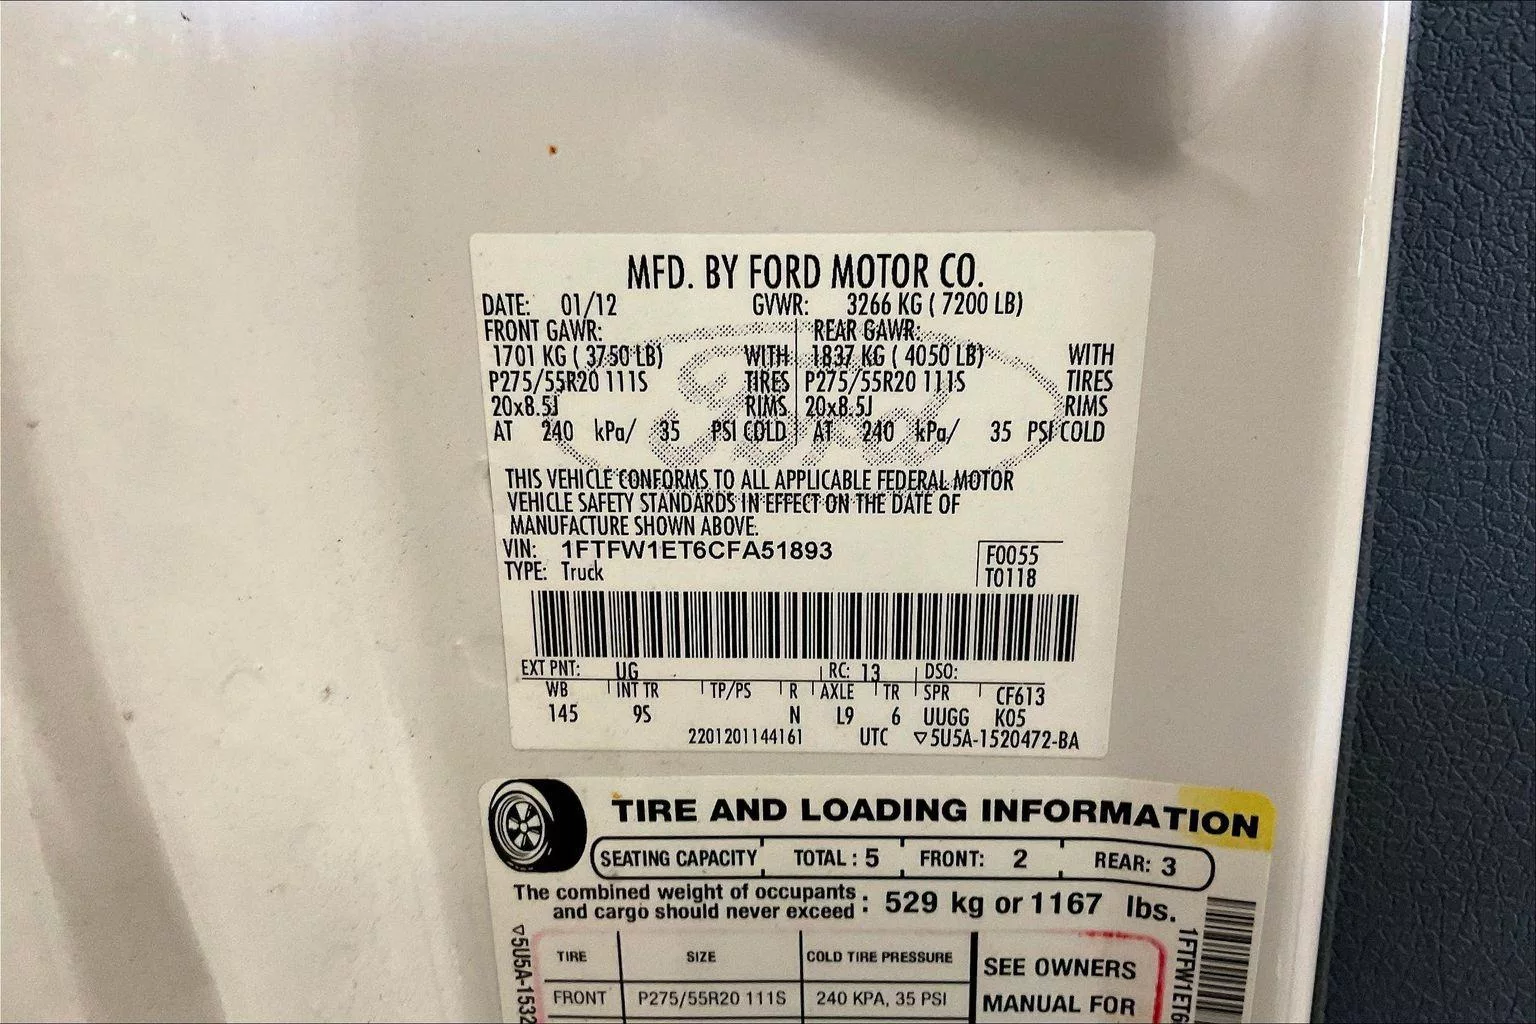 MFD. BY FORD MOTOR CO.
DATE: 01/12 GVWR: 3266 KG ( 7200 LB)
FRONT GAWR: REAR GAWR:
1701 KG ( 3750 LB) WITH 1837 KG ( 4050 LB) WITH
P275/55R20 111S TIRES P275/55R20 111S TIRES
20x8.5J RIMS 20x8.5J RIMS
AT 240 kPa/ 35 PSI COLD AT 240 kPa/ 35 PSI COLD
Ford
THIS VEHICLE CONFORMS TO ALL APPLICABLE FEDERAL MOTOR
VEHICLE SAFETY STANDARDS IN EFFECT ON THE DATE OF
MANUFACTURE SHOWN ABOVE.
VIN: 1FTFW1ET6CFA51893
TYPE: Truck
F0055
T0118
EXT PNT: UG RC: 13 DSO:
WB INT TR TP/PS R AXLE TR SPR CF613
145 9S N L9 6 UUGG K05
2201201144161 UTC ▽5U5A-1520472-BA
TIRE AND LOADING INFORMATION
SEATING CAPACITY TOTAL: 5 FRONT: 2 REAR: 3
The combined weight of occupants
and cargo should never exceed : 529 kg or 1167 lbs.
TIRE SIZE COLD TIRE PRESSURE
FRONT P275/55R20 111S 240 KPA, 35 PSI
SEE OWNERS
MANUAL FOR
▽5U5A-1532
1FTFW1ET6